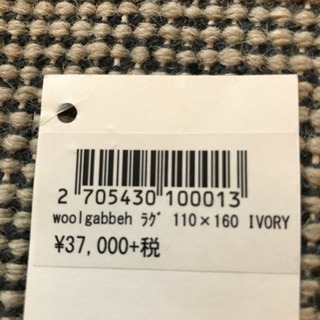 2 705430 100013
woolgabbeh ﾗｸﾞ 110×160 IVORY
¥37,000+税